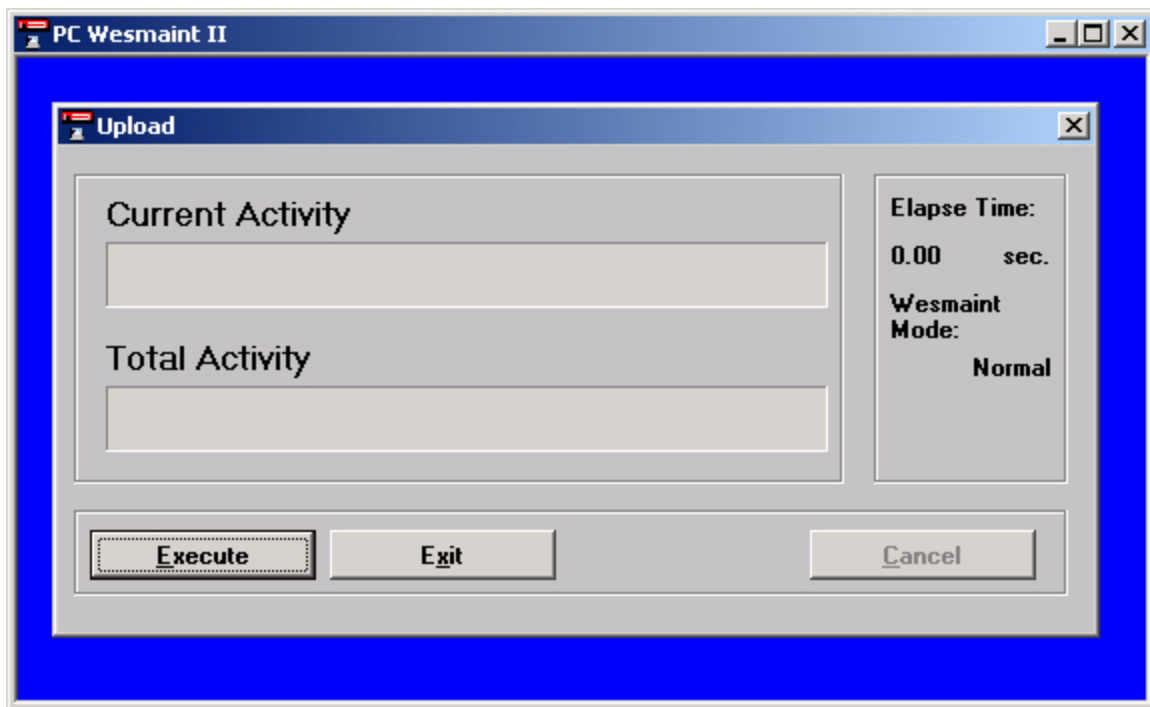 PC Wesmaint II
Upload
Current Activity
Total Activity
Elapse Time:
0.00 sec.
Wesmaint
Mode:
Normal
Execute Exit Cancel